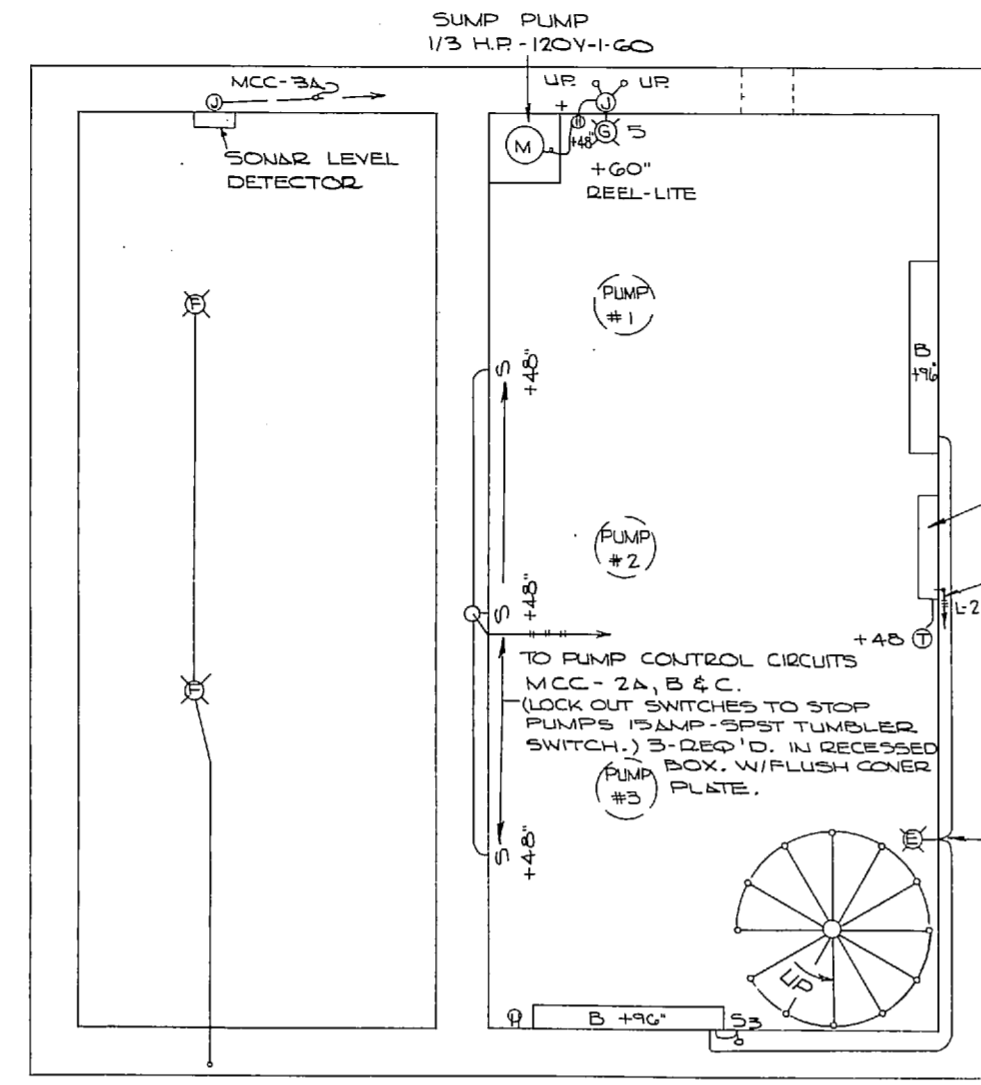 SUMP PUMP
1/3 H.P.-120V-1-60
MCC-3A
UP.
UP.
J
J
+
+48"
G
5
M
SONAR LEVEL
DETECTOR
+60"
REEL-LITE
F
PUMP
#1
B
+96"
S
+48"
PUMP
#2
S
+48"
L-2
+48
T
TO PUMP CONTROL CIRCUITS
MCC-2A, B & C.
(LOCK OUT SWITCHES TO STOP
PUMPS 15AMP-SPST TUMBLER
SWITCH.) 3-REQ'D. IN RECESSED
BOX. W/FLUSH COVER
PLATE.
F
PUMP
#3
S
+48"
E
UP
B +96"
S3